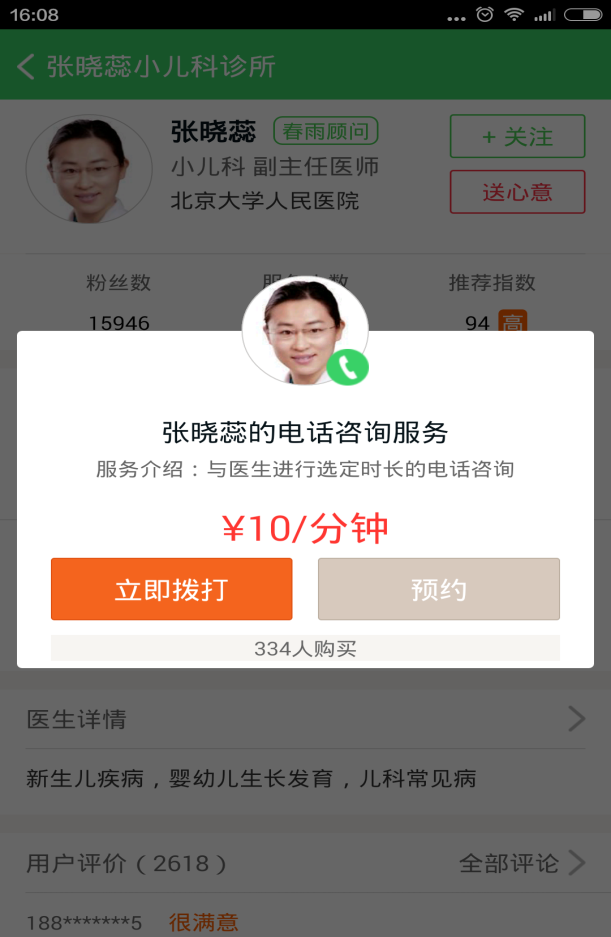 16:08
张晓蕊小儿科诊所
张晓蕊 春雨顾问
+ 关注
小儿科 副主任医师
送心意
北京大学人民医院
粉丝数 推荐指数
15946 94 高
张晓蕊的电话咨询服务
服务介绍：与医生进行选定时长的电话咨询
¥10/分钟
立即拨打 预约
334人购买
医生详情
新生儿疾病，婴幼儿生长发育，儿科常见病
用户评价（2618） 全部评论
188*******5 很满意